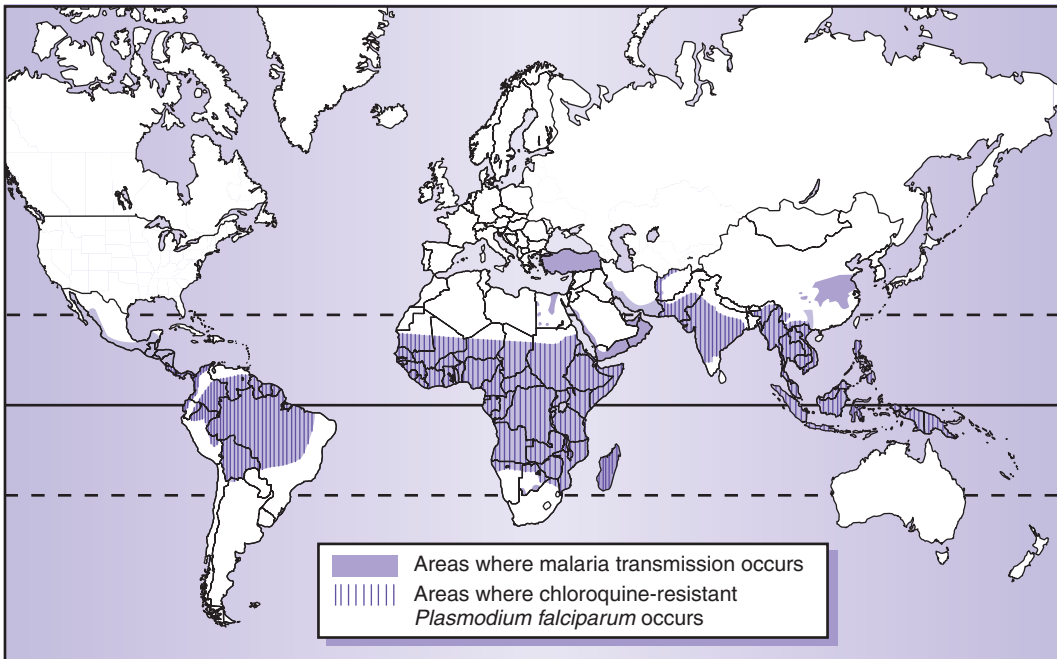 Areas where malaria transmission occurs
Areas where chloroquine-resistant
Plasmodium falciparum occurs